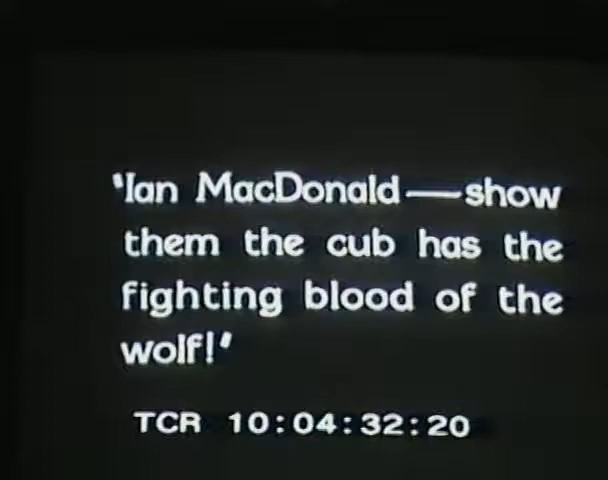 'Ian MacDonald—show
them the cub has the
fighting blood of the
wolf!'
TCR 10:04:32:20